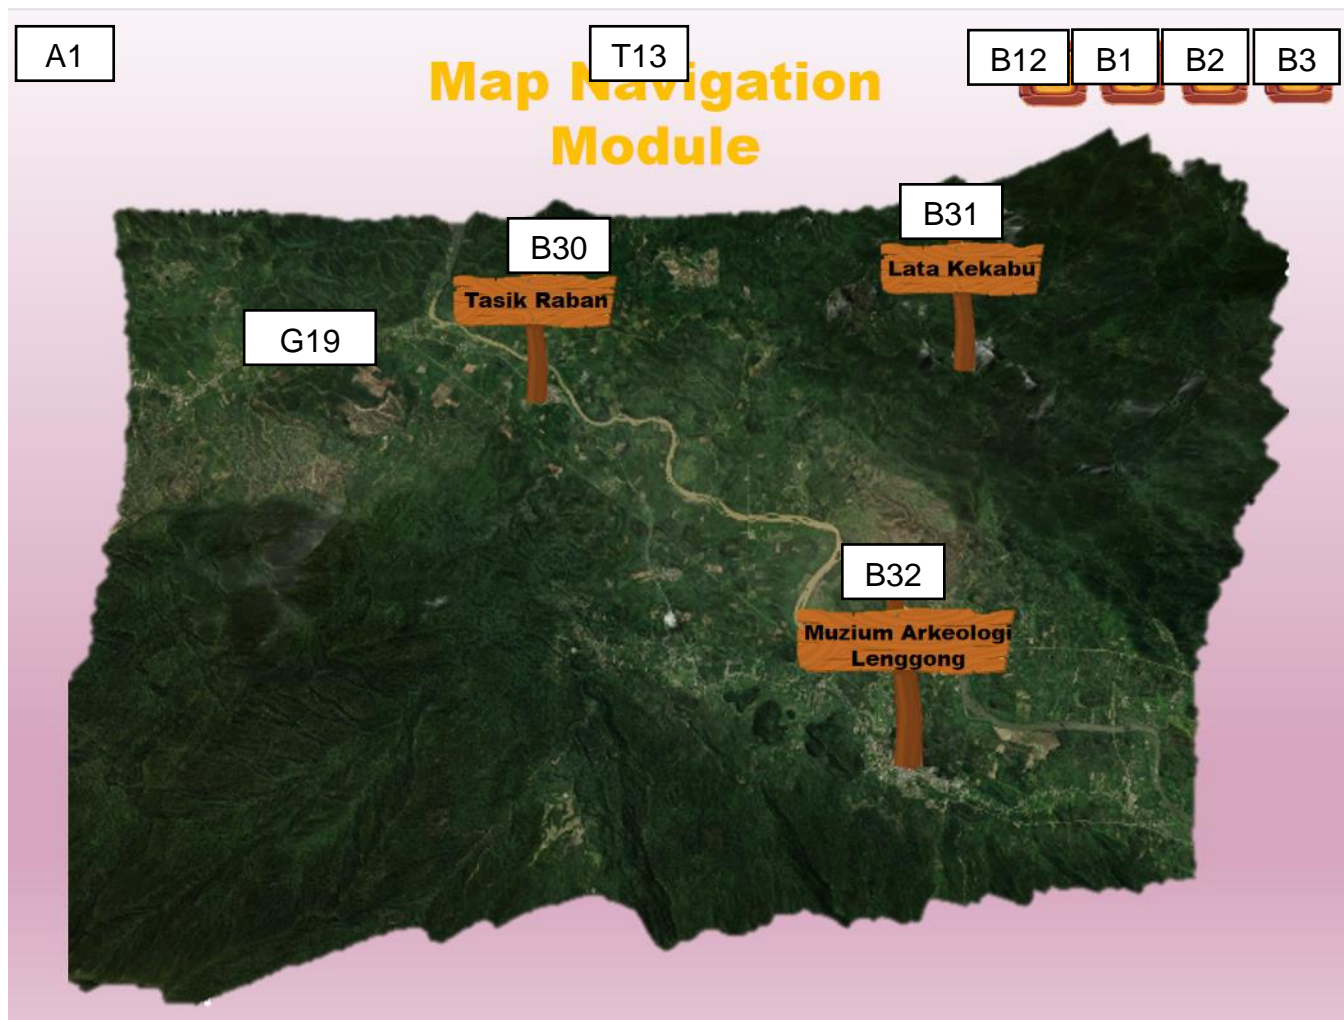 A1
T13
B12
B1
B2
B3
Map Navigation
Module
B31
Lata Kekabu
B30
Tasik Raban
G19
B32
Muzium Arkeologi
Lenggong